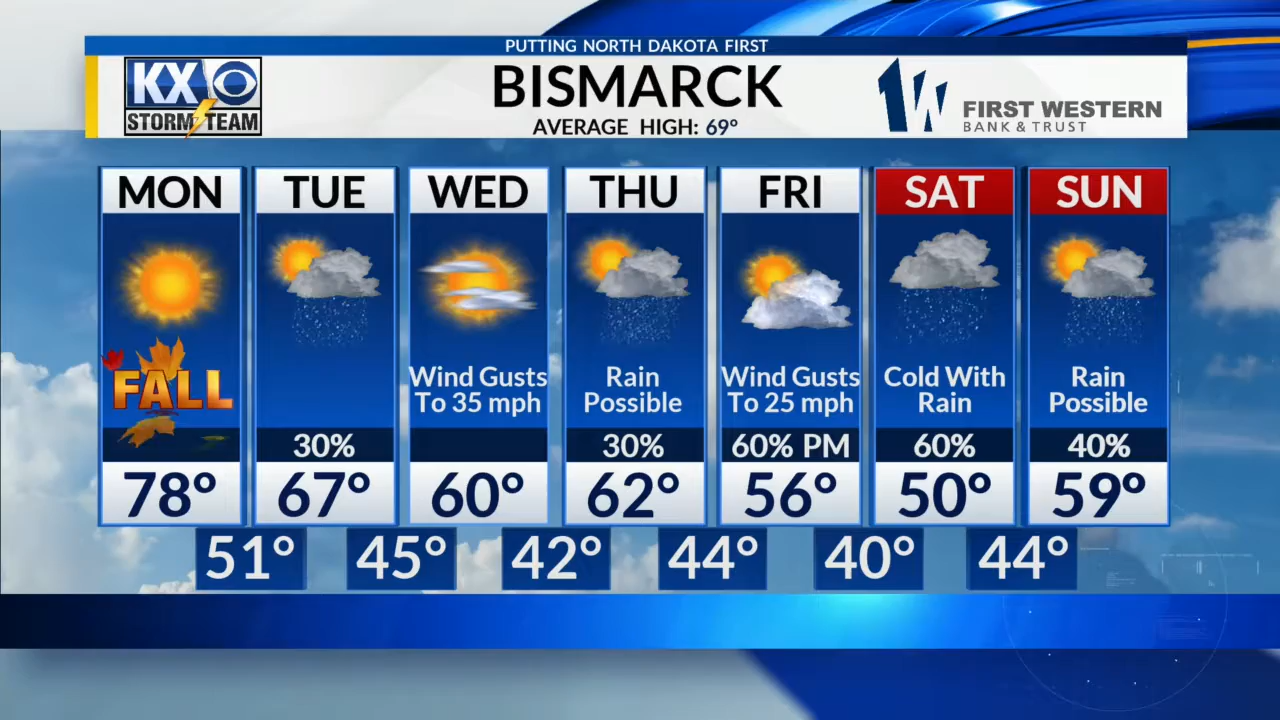 PUTTING NORTH DAKOTA FIRST
KX
STORM TEAM
BISMARCK
AVERAGE HIGH: 69°
1W
FIRST WESTERN
BANK & TRUST
MON
FALL
78°
TUE
30%
67°
WED
Wind Gusts
To 35 mph
60°
THU
Rain
Possible
30%
62°
FRI
Wind Gusts
To 25 mph
60% PM
56°
SAT
Cold With
Rain
60%
50°
SUN
Rain
Possible
40%
59°
51° 45° 42° 44° 40° 44°